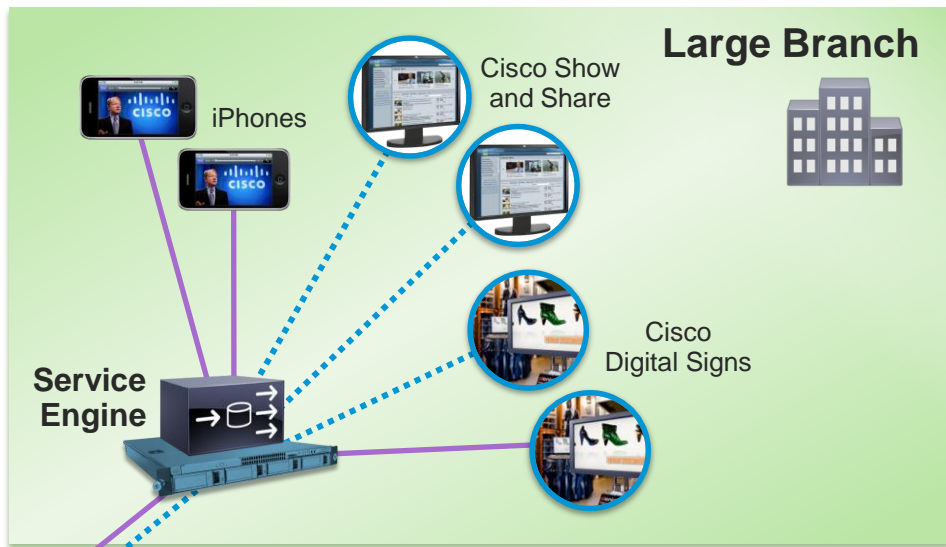 Large Branch
Cisco Show
and Share
iPhones
CISCO
CISCO
Cisco
Digital Signs
Service
Engine